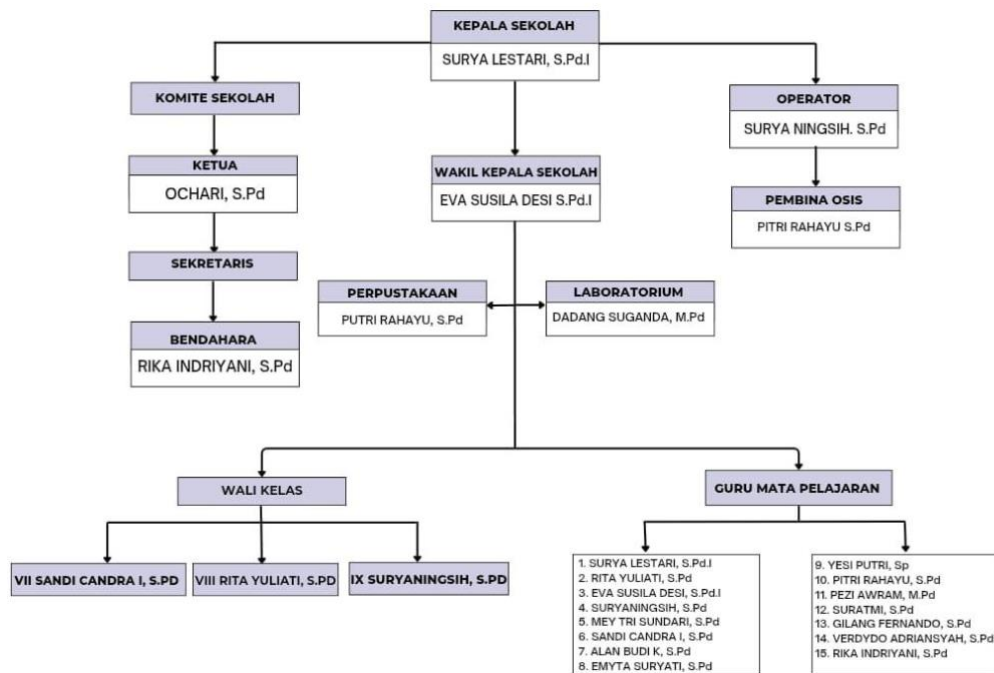 KEPALA SEKOLAH
SURYA LESTARI, S.Pd.I
KOMITE SEKOLAH
OPERATOR
SURYA NINGSIH. S.Pd
KETUA
OCHARI, S.Pd
WAKIL KEPALA SEKOLAH
EVA SUSILA DESI S.Pd.I
PEMBINA OSIS
PITRI RAHAYU S.Pd
SEKRETARIS
PERPUSTAKAAN
PUTRI RAHAYU, S.Pd
LABORATORIUM
DADANG SUGANDA, M.Pd
BENDAHARA
RIKA INDRIYANI, S.Pd
WALI KELAS
GURU MATA PELAJARAN
VII SANDI CANDRA I, S.PD
VIII RITA YULIATI, S.PD
IX SURYANINGSIH, S.PD
1. SURYA LESTARI, S.Pd.I
2. RITA YULIATI, S.Pd
3. EVA SUSILA DESI, S.Pd.I
4. SURYANINGSIH, S.Pd
5. MEY TRI SUNDARI, S.Pd
6. SANDI CANDRA I, S.Pd
7. ALAN BUDI K, S.Pd
8. EMYTA SURYATI, S.Pd
9. YESI PUTRI, Sp
10. PITRI RAHAYU, S.Pd
11. PEZI AWRAM, M.Pd
12. SURATMI, S.Pd
13. GILANG FERNANDO, S.Pd
14. VERDYDO ADRIANSYAH, S.Pd
15. RIKA INDRIYANI, S.Pd